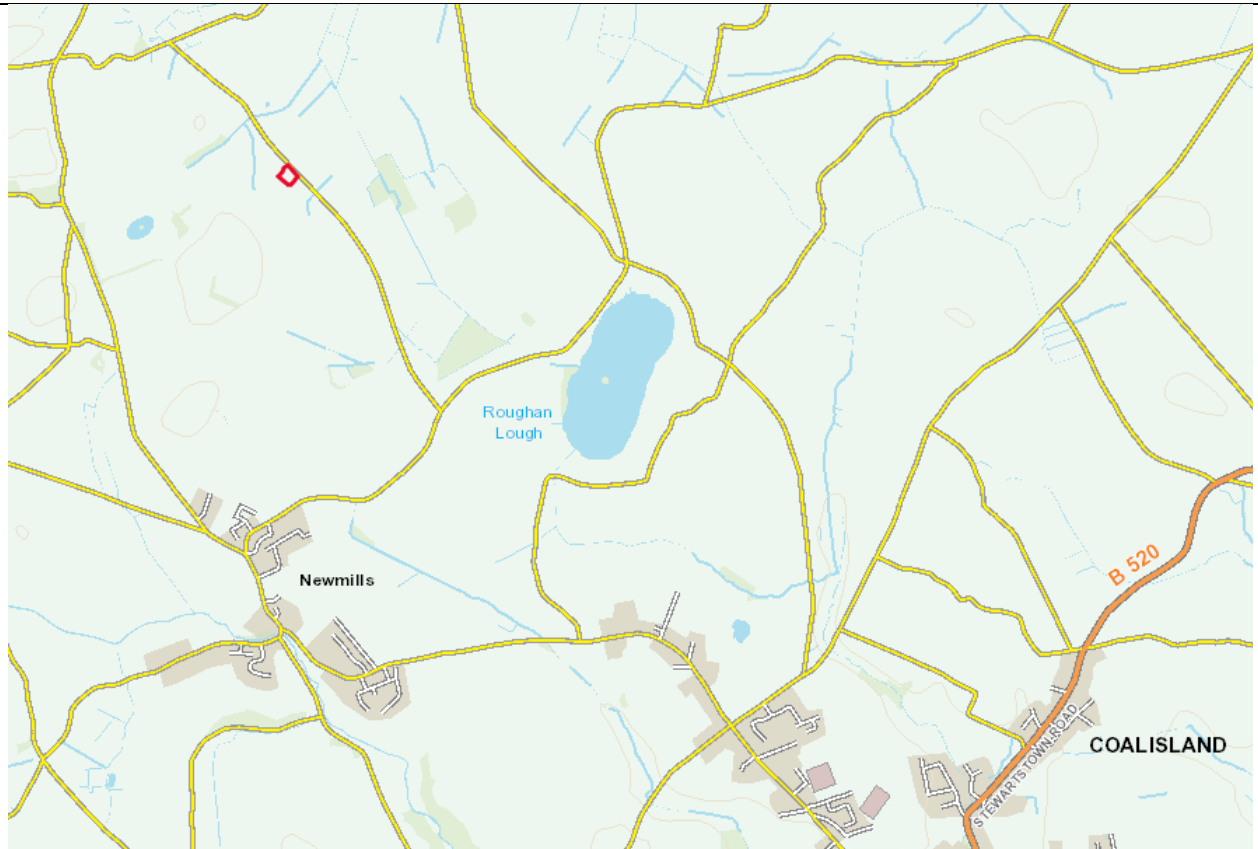 Roughan
Lough
Newmills
B 520
COALISLAND
STEWARTSTOWN ROAD